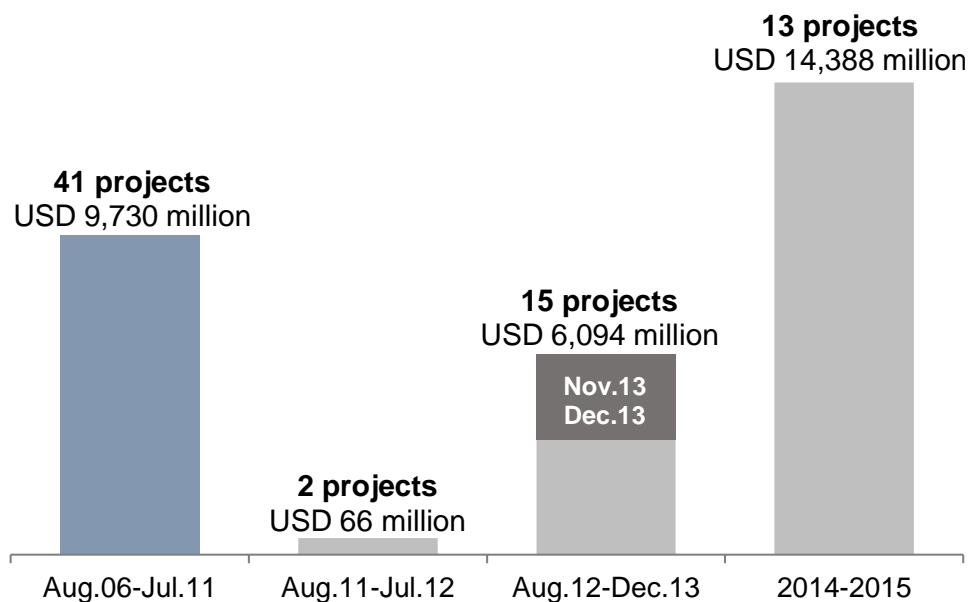 13 projects
USD 14,388 million
41 projects
USD 9,730 million
15 projects
USD 6,094 million
Nov.13
Dec.13
2 projects
USD 66 million
Aug.06-Jul.11
Aug.11-Jul.12
Aug.12-Dec.13
2014-2015